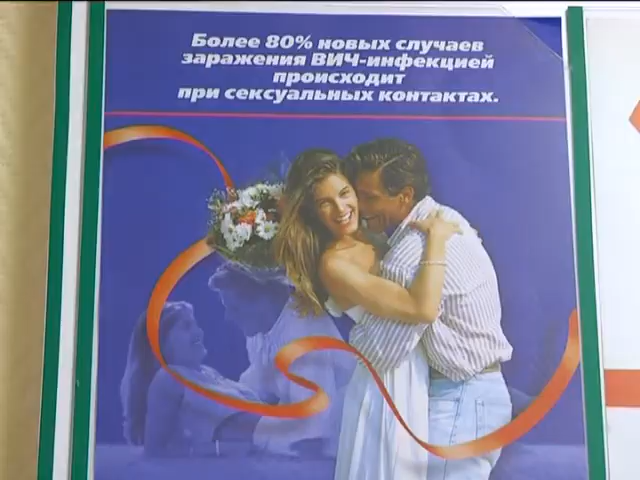 Более 80% новых случаев
заражения ВИЧ-инфекцией
происходит
при сексуальных контактах.